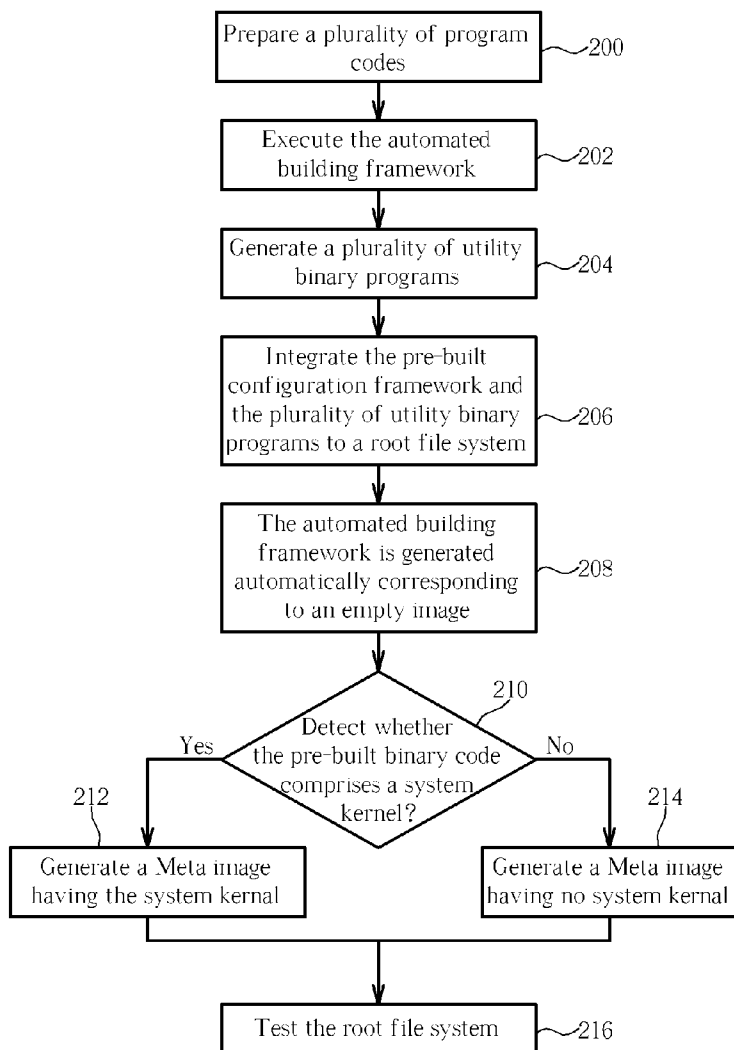 Prepare a plurality of program
codes
200
Execute the automated
building framework
202
Generate a plurality of utility
binary programs
204
Integrate the pre-built
configuration framework and
the plurality of utility binary
programs to a root file system
206
The automated building
framework is generated
automatically corresponding
to an empty image
208
210
Detect whether
the pre-built binary code
comprises a system
kernel?
Yes
No
212
Generate a Meta image
having the system kernal
214
Generate a Meta image
having no system kernal
Test the root file system
216